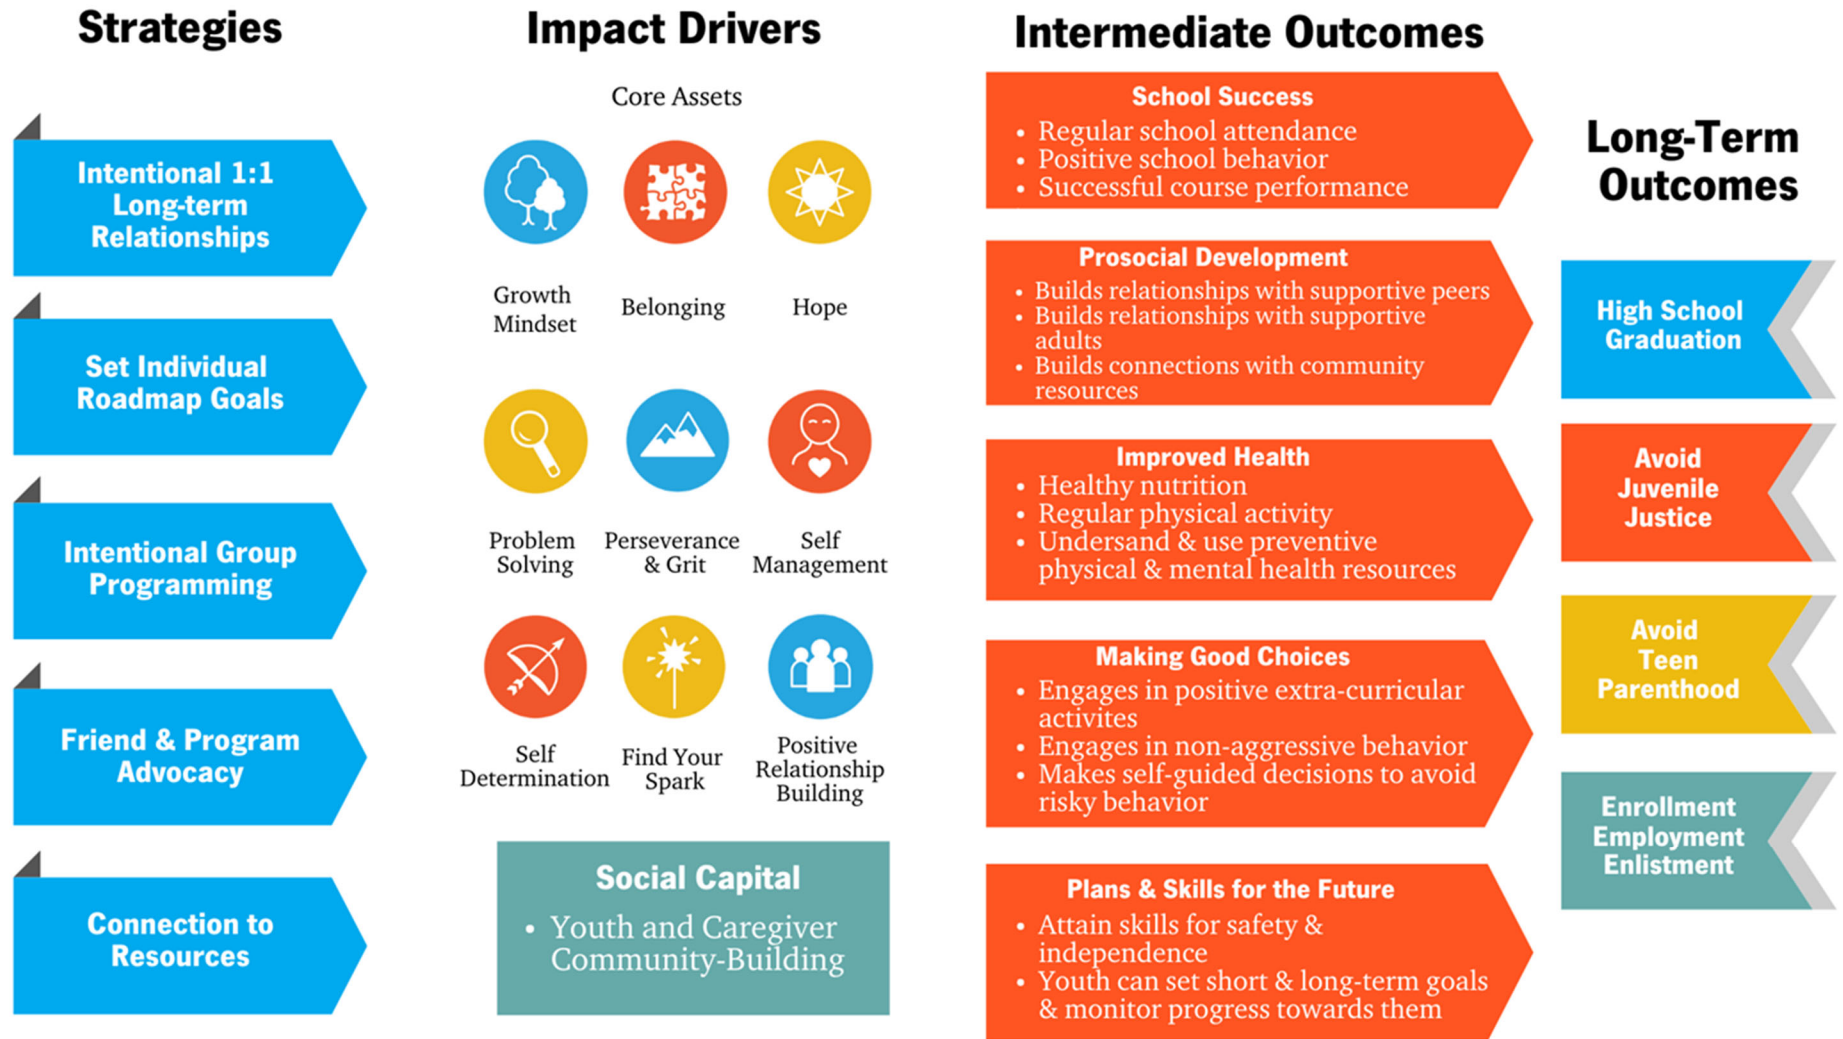 Strategies
Intentional 1:1
Long-term
Relationships
Set Individual
Roadmap Goals
Intentional Group
Programming
Friend & Program
Advocacy
Connection to
Resources
Impact Drivers
Core Assets
Growth
Mindset
Belonging
Hope
Problem
Solving
Perseverance
& Grit
Self
Management
Self
Determination
Find Your
Spark
Positive
Relationship
Building
Social Capital
• Youth and Caregiver
Community-Building
Intermediate Outcomes
School Success
• Regular school attendance
• Positive school behavior
• Successful course performance
Prosocial Development
• Builds relationships with supportive peers
• Builds relationships with supportive
adults
• Builds connections with community
resources
Improved Health
• Healthy nutrition
• Regular physical activity
• Undersand & use preventive
physical & mental health resources
Making Good Choices
• Engages in positive extra-curricular
activites
• Engages in non-aggressive behavior
• Makes self-guided decisions to avoid
risky behavior
Plans & Skills for the Future
• Attain skills for safety &
independence
• Youth can set short & long-term goals
& monitor progress towards them
Long-Term
Outcomes
High School
Graduation
Avoid
Juvenile
Justice
Avoid
Teen
Parenthood
Enrollment
Employment
Enlistment